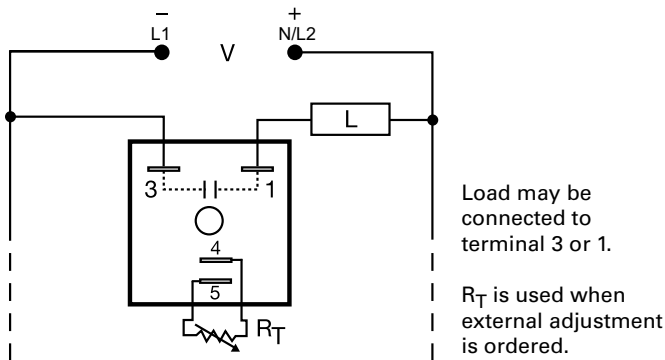 − +
L1 V N/L2
L
3 1
4
5
RT
Load may be
connected to
terminal 3 or 1.
RT is used when
external adjustment
is ordered.